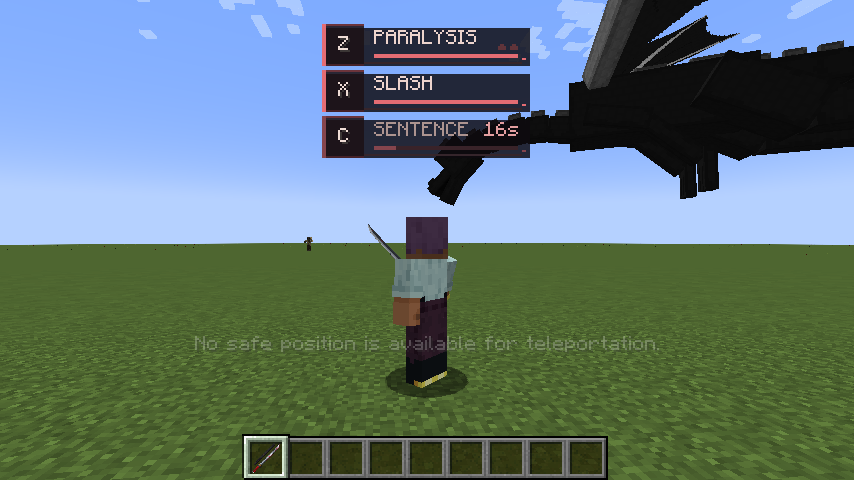 Z PARALYSIS
X SLASH
C SENTENCE 16s
No safe position is available for teleportation.